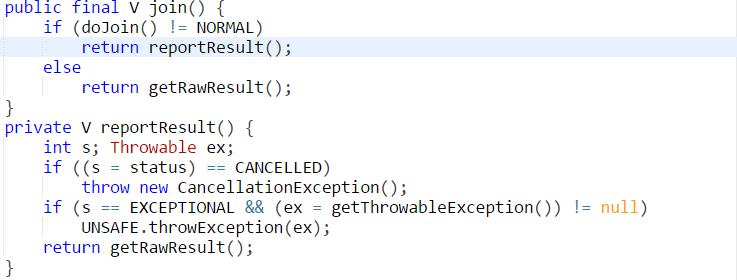 public final V join() {
    if (doJoin() != NORMAL)
        return reportResult();
    else
        return getRawResult();
}
private V reportResult() {
    int s; Throwable ex;
    if ((s = status) == CANCELLED)
        throw new CancellationException();
    if (s == EXCEPTIONAL && (ex = getThrowableException()) != null)
        UNSAFE.throwException(ex);
    return getRawResult();
}